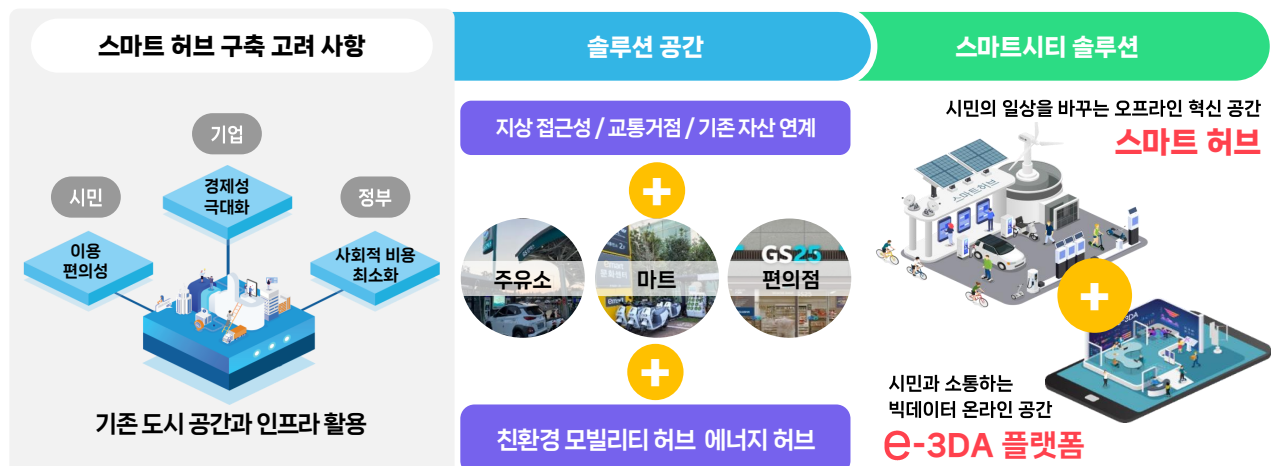 스마트 허브 구축 고려 사항
기업
시민
정부
경제성
극대화
이용
편의성
사회적 비용
최소화
기존 도시 공간과 인프라 활용
솔루션 공간
지상 접근성 / 교통거점 / 기존 자산 연계
주유소
마트
GS25
편의점
친환경 모빌리티 허브 에너지 허브
스마트시티 솔루션
시민의 일상을 바꾸는 오프라인 혁신 공간
스마트 허브
스마트허브
시민과 소통하는
빅데이터 온라인 공간
e-3DA 플랫폼